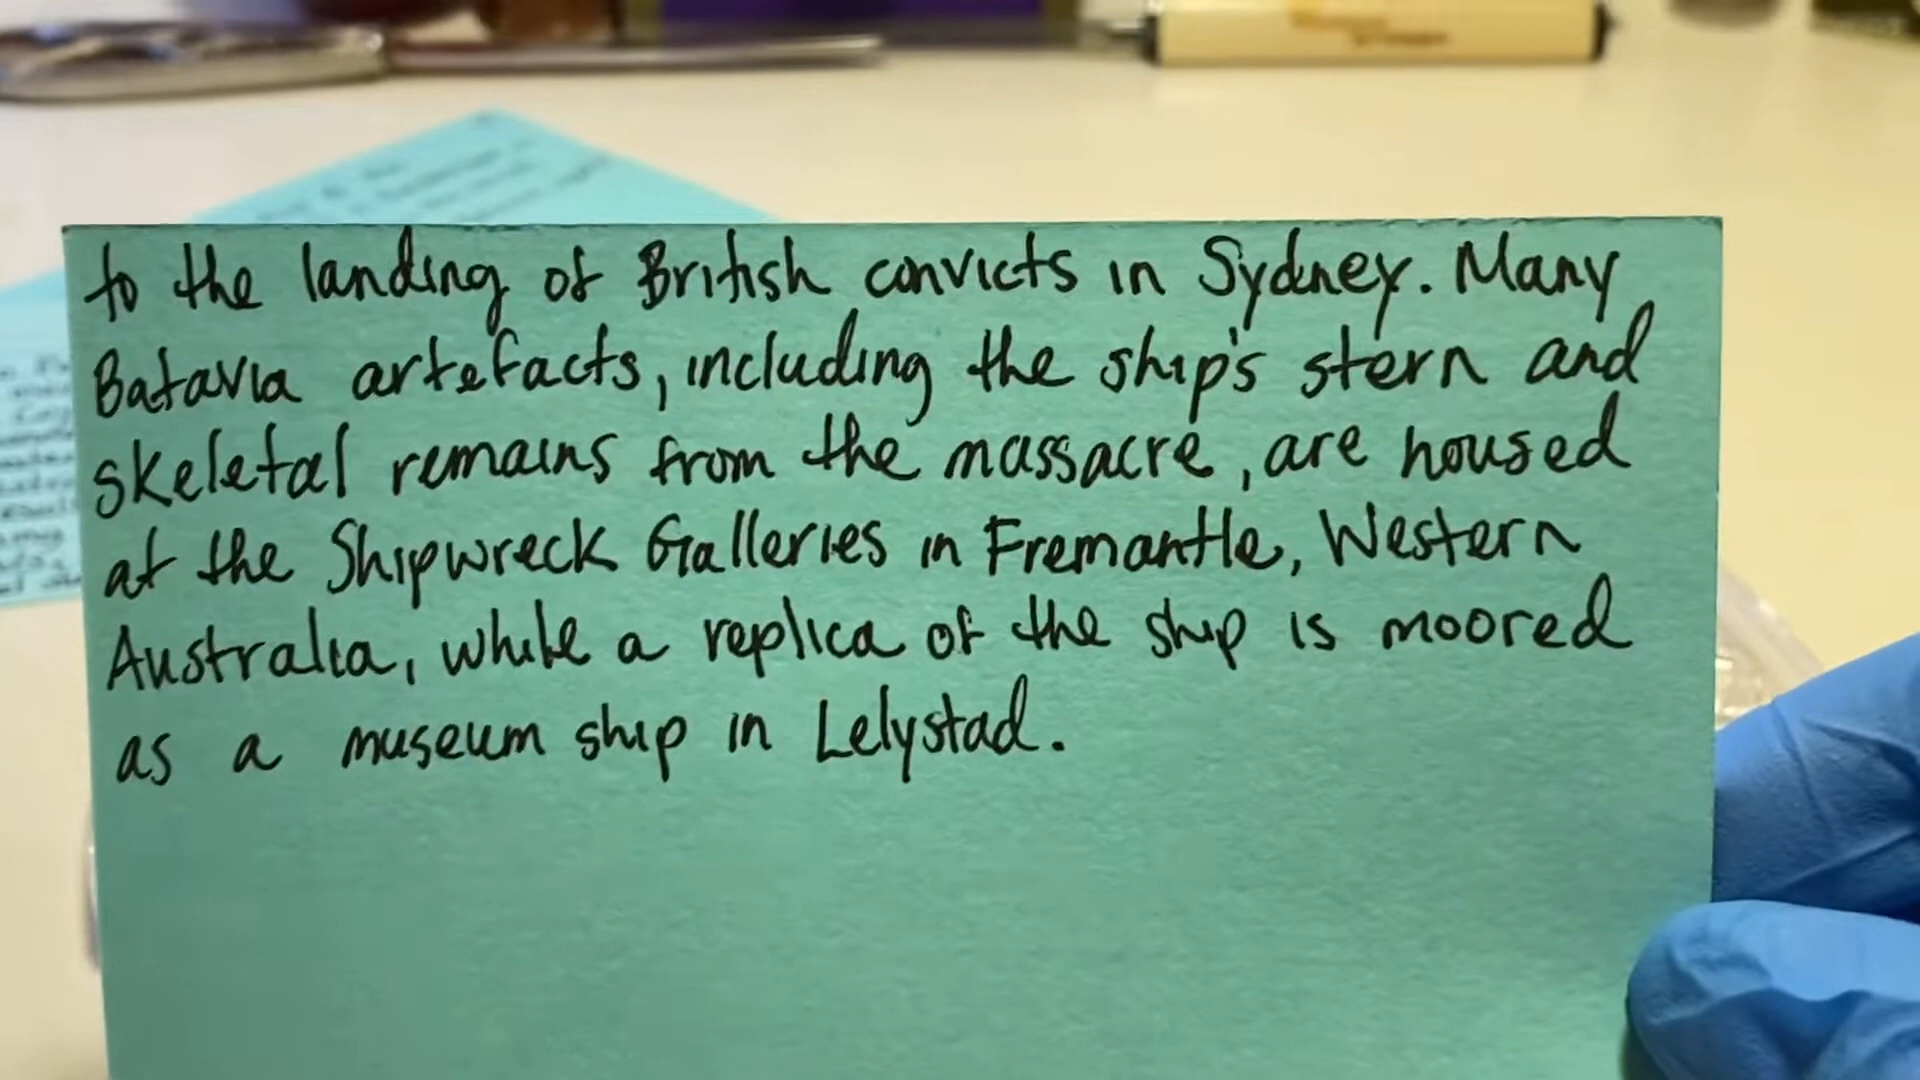 to the landing of British convicts in Sydney. Many
Batavia artefacts, including the ship's stern and
skeletal remains from the massacre, are housed
at the Shipwreck Galleries in Fremantle, Western
Australia, while a replica of the ship is moored
as a museum ship in Lelystad.